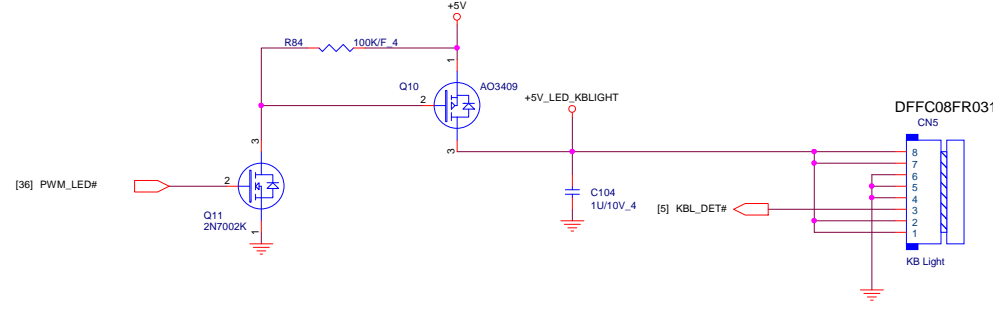 +5V
R84 100K/F_4
1
Q10 AO3409
2
+5V_LED_KBLIGHT
DFFC08FR031
CN5
3
3
8
7
6
5
4
3
2
1
[36] PWM_LED#
2
C104
1U/10V_4
[5] KBL_DET#
Q11
2N7002K
1
KB Light